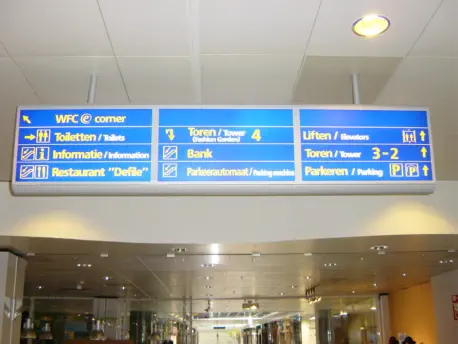 WFC @ corner
Toiletten / Toilets
i Informatie / Information
Restaurant "Defilé"
Toren / Tower 4
(Fashion Garden)
Bank
Parkeerautomaat / Parking machine
Liften / Elevators
Toren / Tower 3-2
Parkeren / Parking P P